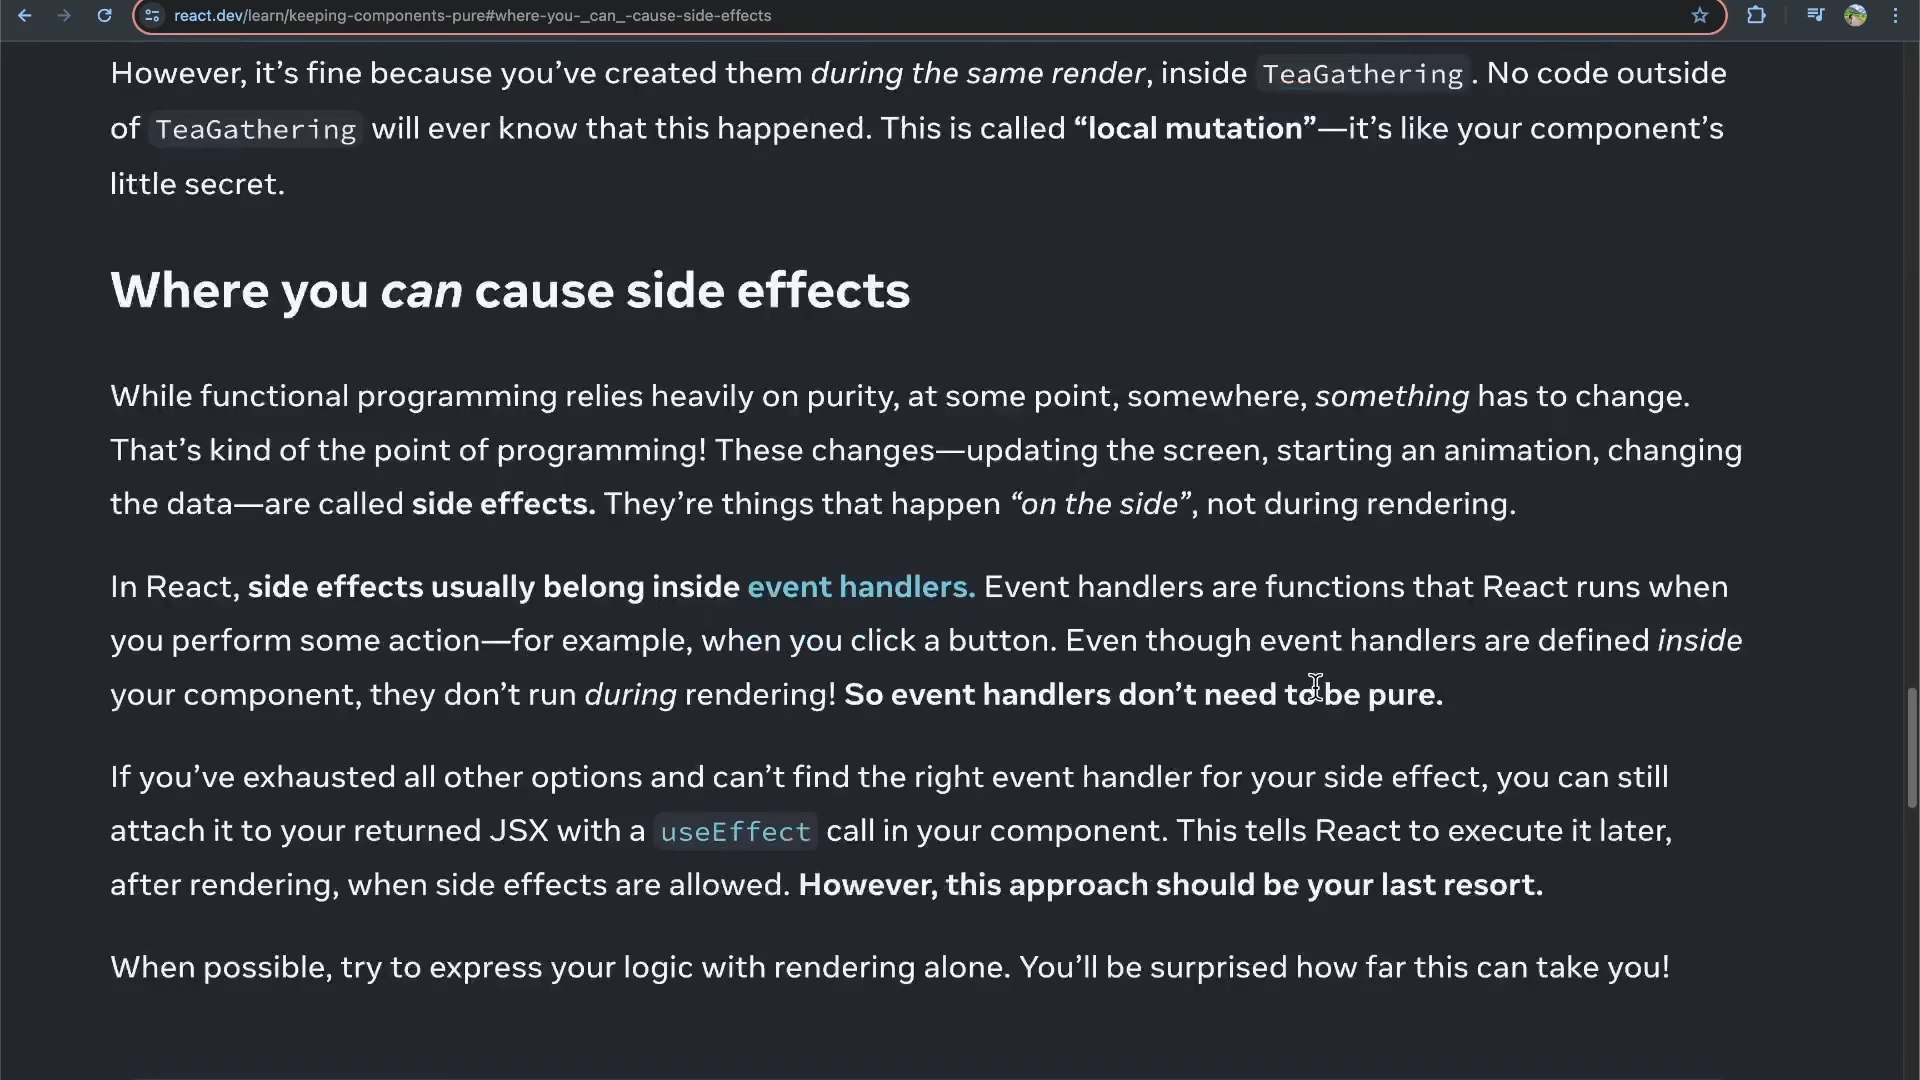 react.dev/learn/keeping-components-pure#where-you-_can_-cause-side-effects
However, it’s fine because you’ve created them during the same render, inside TeaGathering. No code outside
of TeaGathering will ever know that this happened. This is called “local mutation”—it’s like your component’s
little secret.
Where you can cause side effects
While functional programming relies heavily on purity, at some point, somewhere, something has to change.
That’s kind of the point of programming! These changes—updating the screen, starting an animation, changing
the data—are called side effects. They’re things that happen “on the side”, not during rendering.
In React, side effects usually belong inside event handlers. Event handlers are functions that React runs when
you perform some action—for example, when you click a button. Even though event handlers are defined inside
your component, they don’t run during rendering! So event handlers don’t need to be pure.
If you’ve exhausted all other options and can’t find the right event handler for your side effect, you can still
attach it to your returned JSX with a useEffect call in your component. This tells React to execute it later,
after rendering, when side effects are allowed. However, this approach should be your last resort.
When possible, try to express your logic with rendering alone. You’ll be surprised how far this can take you!